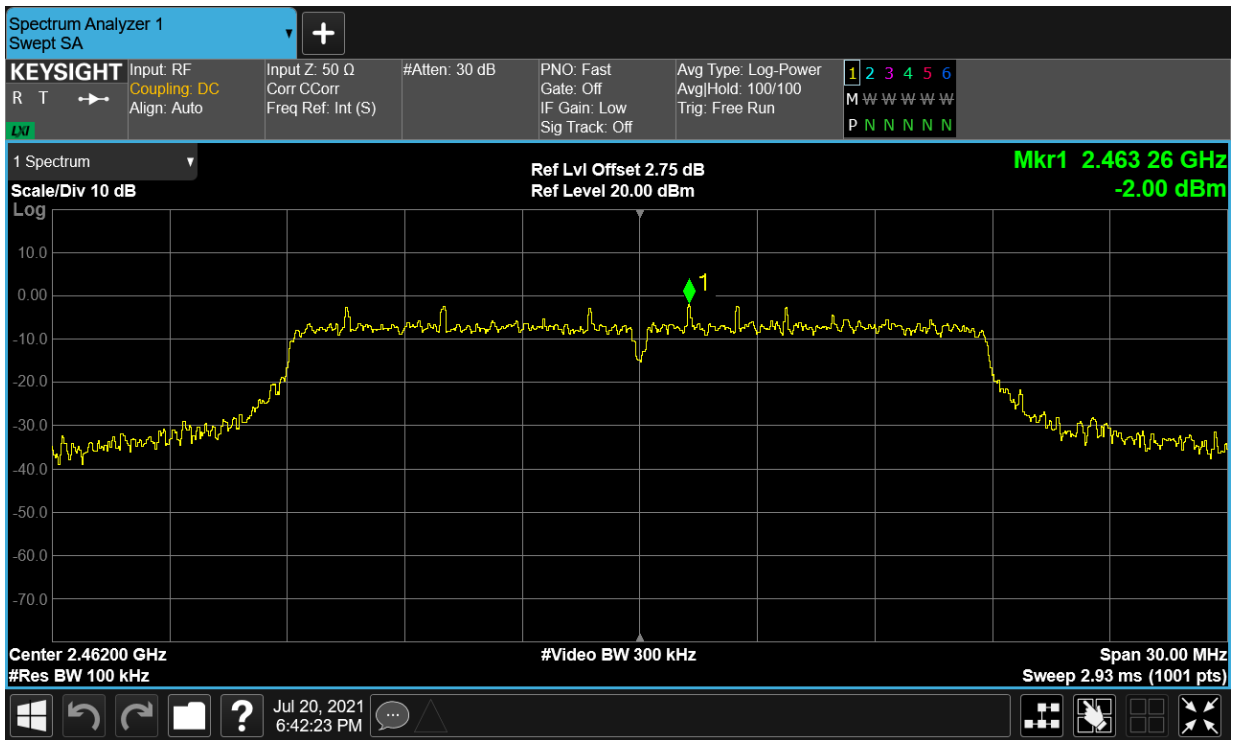 Spectrum Analyzer 1
Swept SA
KEYSIGHT
R T
LXI
Input: RF
Coupling: DC
Align: Auto
Input Z: 50 Ω
Corr CCorr
Freq Ref: Int (S)
#Atten: 30 dB
PNO: Fast
Gate: Off
IF Gain: Low
Sig Track: Off
Avg Type: Log-Power
Avg|Hold: 100/100
Trig: Free Run
1 2 3 4 5 6
M W W W W W
P N N N N N
1 Spectrum
Scale/Div 10 dB
Log
Ref Lvl Offset 2.75 dB
Ref Level 20.00 dBm
Mkr1 2.463 26 GHz
-2.00 dBm
10.0
0.00
-10.0
-20.0
-30.0
-40.0
-50.0
-60.0
-70.0
1
Center 2.46200 GHz
#Res BW 100 kHz
#Video BW 300 kHz
Span 30.00 MHz
Sweep 2.93 ms (1001 pts)
?
Jul 20, 2021
6:42:23 PM